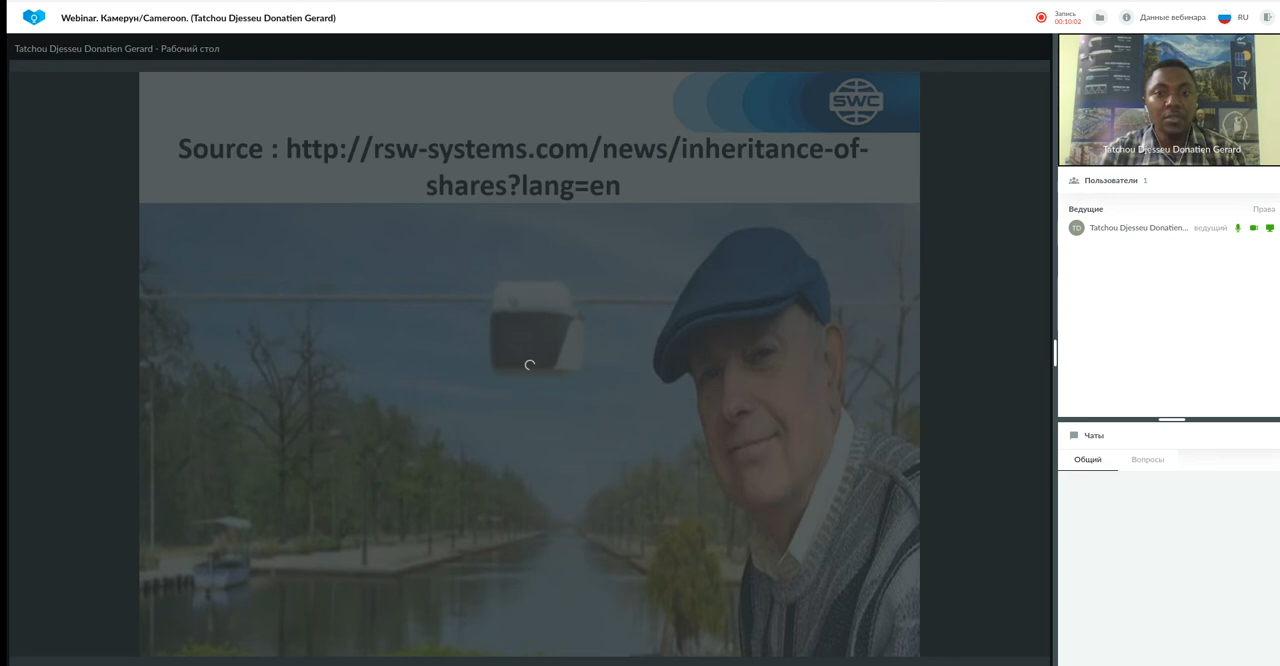 Webinar. Камерун/Cameroon. (Tatchou Djesseu Donatien Gerard)
Запись
00:10:02
Данные вебинара
RU
Tatchou Djesseu Donatien Gerard - Рабочий стол
SWC
Source : http://rsw-systems.com/news/inheritance-of-
shares?lang=en
Tatchou Djesseu Donatien Gerard
Пользователи 1
Ведущие Права
TD Tatchou Djesseu Donatien... ведущий
Чаты
Общий Вопросы